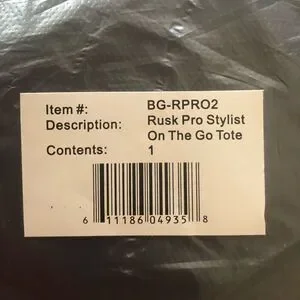 Item #: BG-RPRO2
Description: Rusk Pro Stylist
On The Go Tote
Contents: 1
6 11186 04935 8